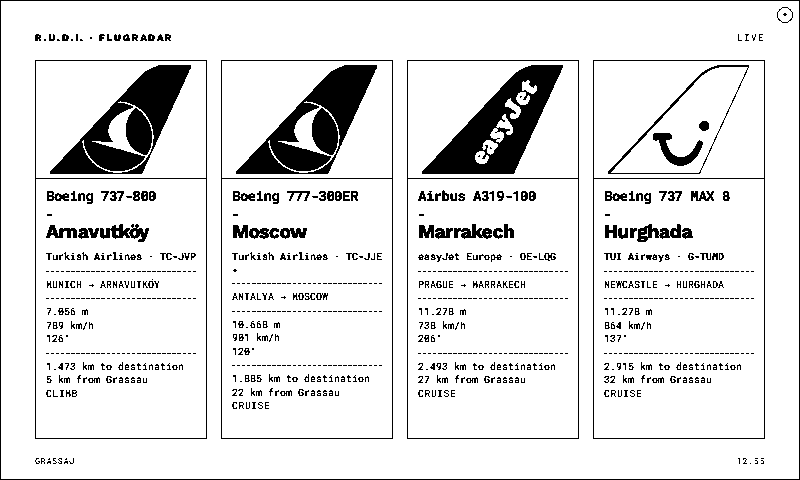 R.U.D.I. · FLUGRADAR
LIVE
Boeing 737-800
-
Arnavutköy
Turkish Airlines · TC-JVP
MUNICH → ARNAVUTKÖY
7.056 m
789 km/h
126°
1.473 km to destination
5 km from Grassau
CLIMB
Boeing 777-300ER
-
Moscow
Turkish Airlines · TC-JJE
ANTALYA → MOSCOW
10.668 m
901 km/h
120°
1.885 km to destination
22 km from Grassau
CRUISE
easyJet
Airbus A319-100
-
Marrakech
easyJet Europe · OE-LQG
PRAGUE → MARRAKECH
11.278 m
738 km/h
206°
2.493 km to destination
27 km from Grassau
CRUISE
Boeing 737 MAX 8
-
Hurghada
TUI Airways · G-TUMD
NEWCASTLE → HURGHADA
11.278 m
864 km/h
137°
2.915 km to destination
32 km from Grassau
CRUISE
GRASSAU
12:55